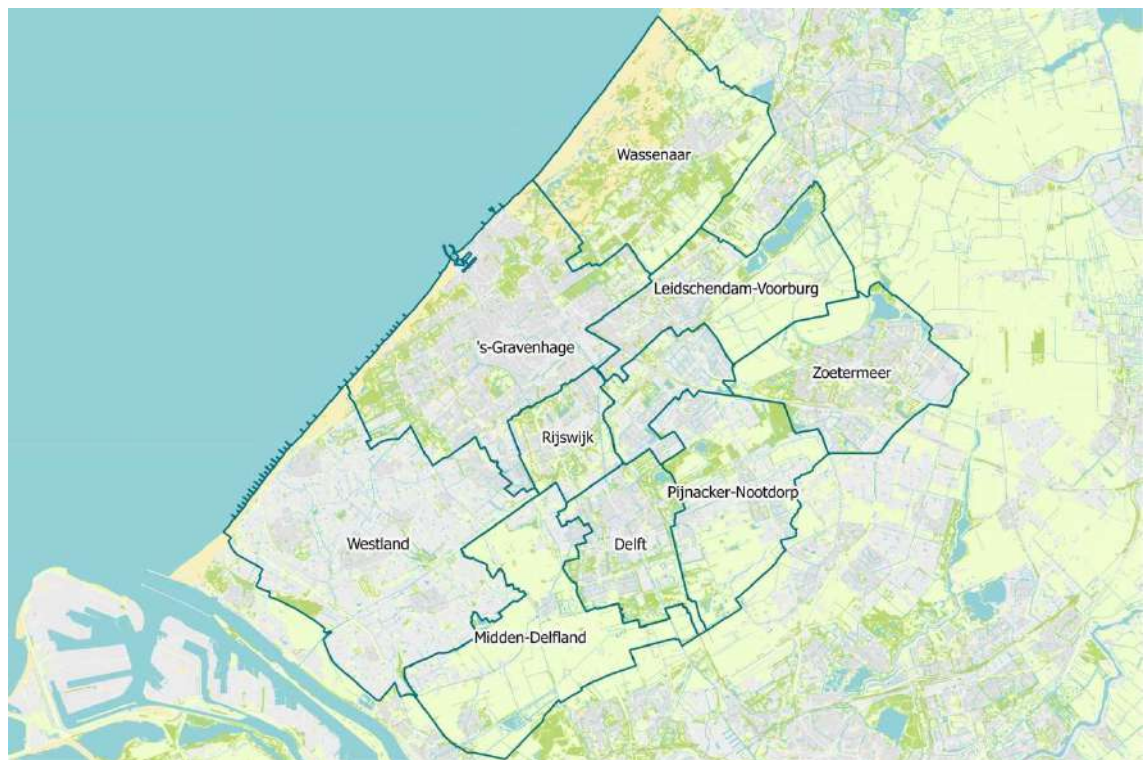 Wassenaar
Leidschendam-Voorburg
's-Gravenhage
Zoetermeer
Rijswijk
Pijnacker-Nootdorp
Westland
Delft
Midden-Delfland